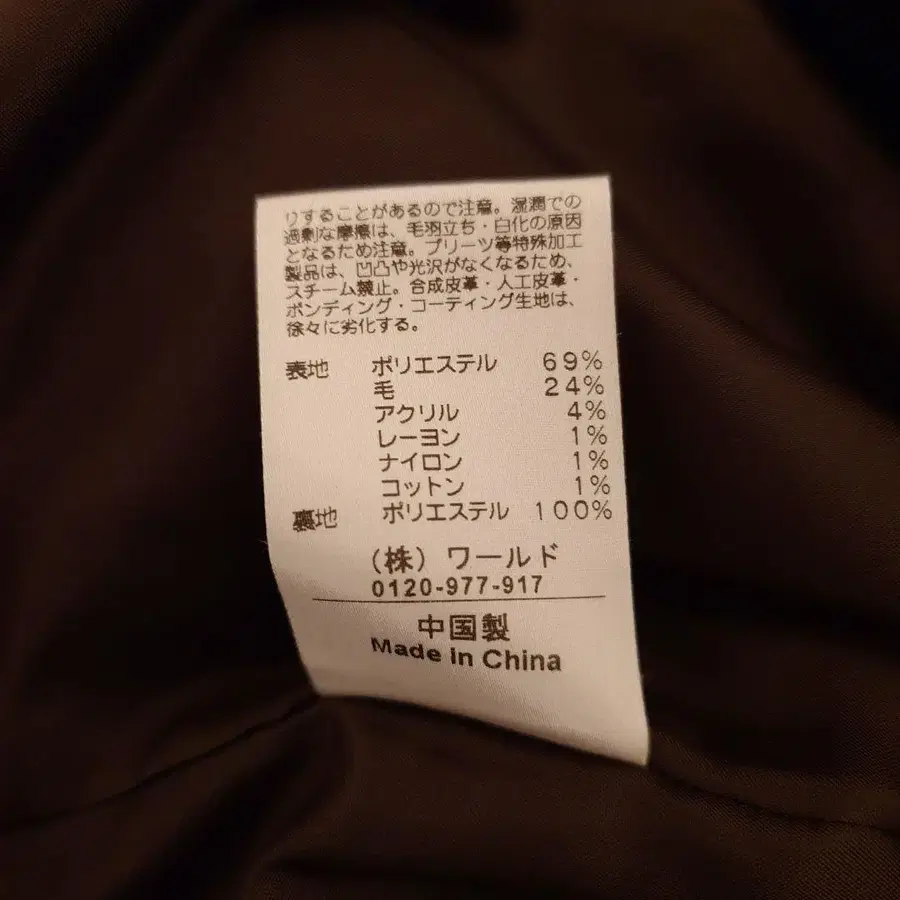 りすることがあるので注意。湿潤での
過剰な摩擦は、毛羽立ち・白化の原因
となるため注意。プリーツ等特殊加工
製品は、凹凸や光沢がなくなるため、
スチーム禁止。合成皮革・人工皮革・
ボンディング・コーティング生地は、
徐々に劣化する。
表地 ポリエステル 69%
毛 24%
アクリル 4%
レーヨン 1%
ナイロン 1%
コットン 1%
裏地 ポリエステル 100%
(株)ワールド
0120-977-917
中国製
Made in China